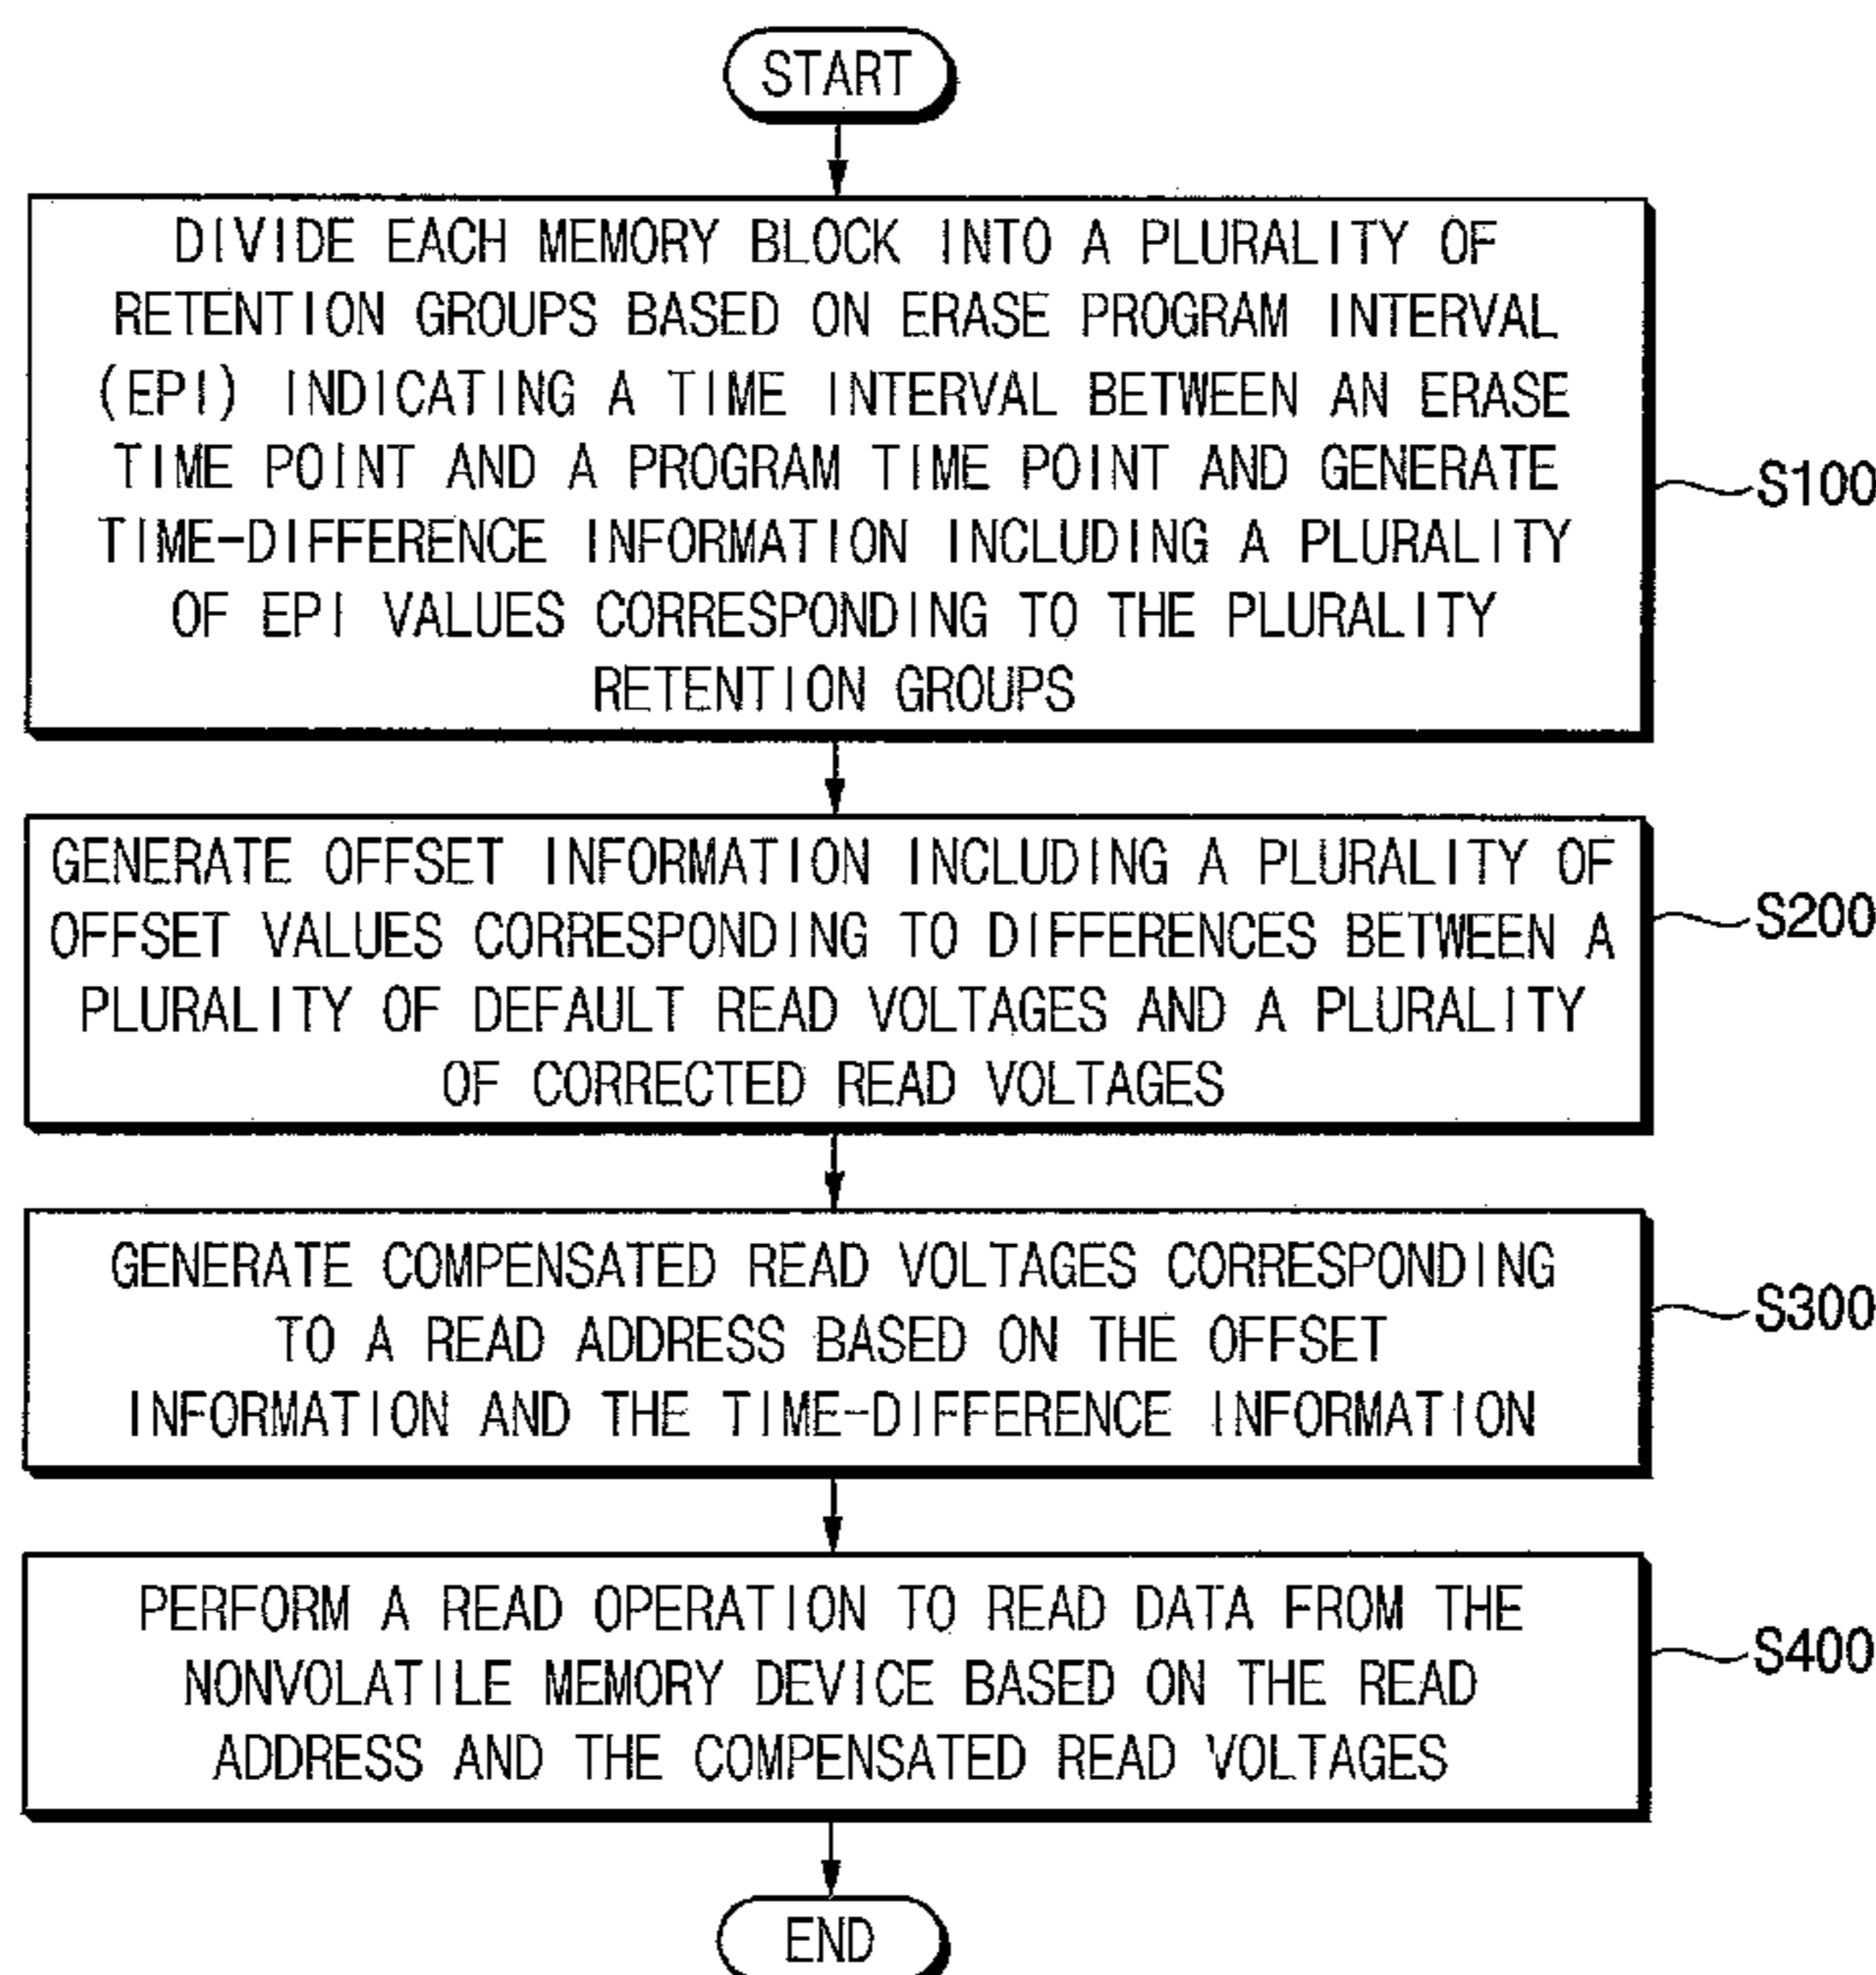 START
DIVIDE EACH MEMORY BLOCK INTO A PLURALITY OF
RETENTION GROUPS BASED ON ERASE PROGRAM INTERVAL
(EPI) INDICATING A TIME INTERVAL BETWEEN AN ERASE
TIME POINT AND A PROGRAM TIME POINT AND GENERATE
TIME-DIFFERENCE INFORMATION INCLUDING A PLURALITY
OF EPI VALUES CORRESPONDING TO THE PLURALITY
RETENTION GROUPS
S100
GENERATE OFFSET INFORMATION INCLUDING A PLURALITY OF
OFFSET VALUES CORRESPONDING TO DIFFERENCES BETWEEN A
PLURALITY OF DEFAULT READ VOLTAGES AND A PLURALITY
OF CORRECTED READ VOLTAGES
S200
GENERATE COMPENSATED READ VOLTAGES CORRESPONDING
TO A READ ADDRESS BASED ON THE OFFSET
INFORMATION AND THE TIME-DIFFERENCE INFORMATION
S300
PERFORM A READ OPERATION TO READ DATA FROM THE
NONVOLATILE MEMORY DEVICE BASED ON THE READ
ADDRESS AND THE COMPENSATED READ VOLTAGES
S400
END